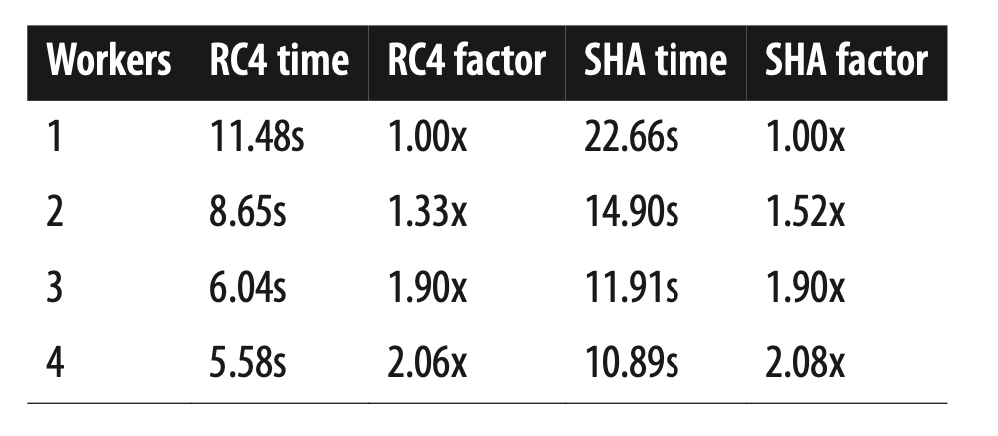 Workers RC4 time RC4 factor SHA time SHA factor
1 11.48s 1.00x 22.66s 1.00x
2 8.65s 1.33x 14.90s 1.52x
3 6.04s 1.90x 11.91s 1.90x
4 5.58s 2.06x 10.89s 2.08x